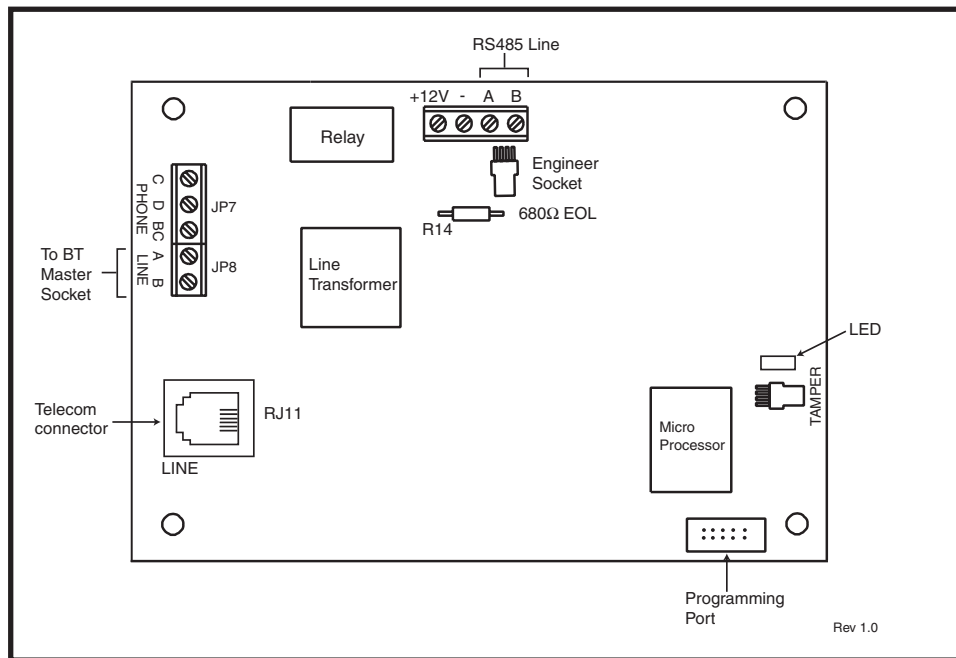 RS485 Line
+12V - A B
Relay
Engineer
Socket
680Ω EOL
R14
C
D
BC
PHONE
JP7
A
B
LINE
JP8
To BT
Master
Socket
Line
Transformer
LED
TAMPER
Telecom
connector
RJ11
LINE
Micro
Processor
Programming
Port
Rev 1.0